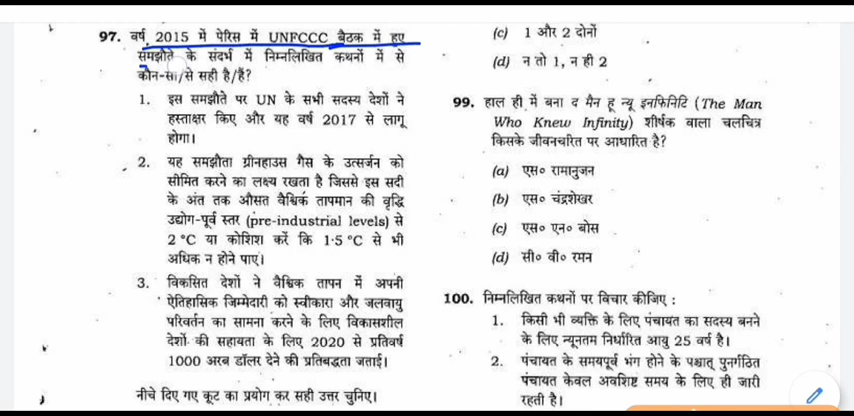 97. वर्ष 2015 में पेरिस में UNFCCC बैठक में हुए
समझौते के संदर्भ में निम्नलिखित कथनों में से
कौन-सा/से सही है/हैं?
1. इस समझौते पर UN के सभी सदस्य देशों ने
हस्ताक्षर किए और यह वर्ष 2017 से लागू
होगा।
2. यह समझौता ग्रीनहाउस गैस के उत्सर्जन को
सीमित करने का लक्ष्य रखता है जिससे इस सदी
के अंत तक औसत वैश्विक तापमान की वृद्धि
उद्योग-पूर्व स्तर (pre-industrial levels) से
2 °C या कोशिश करें कि 1·5 °C से भी
अधिक न होने पाए।
3. विकसित देशों ने वैश्विक तापन में अपनी
ऐतिहासिक जिम्मेदारी को स्वीकारा और जलवायु
परिवर्तन का सामना करने के लिए विकासशील
देशों की सहायता के लिए 2020 से प्रतिवर्ष
1000 अरब डॉलर देने की प्रतिबद्धता जताई।
नीचे दिए गए कूट का प्रयोग कर सही उत्तर चुनिए।
(c) 1 और 2 दोनों
(d) न तो 1, न ही 2
99. हाल ही में बना द मैन हू न्यू इनफिनिटि (The Man
Who Knew Infinity) शीर्षक वाला चलचित्र
किसके जीवनचरित पर आधारित है?
(a) एस० रामानुजन
(b) एस० चंद्रशेखर
(c) एस० एन० बोस
(d) सी० वी० रमन
100. निम्नलिखित कथनों पर विचार कीजिए :
1. किसी भी व्यक्ति के लिए पंचायत का सदस्य बनने
के लिए न्यूनतम निर्धारित आयु 25 वर्ष है।
2. पंचायत के समयपूर्व भंग होने के पश्चात् पुनर्गठित
पंचायत केवल अवशिष्ट समय के लिए ही जारी
रहती है।